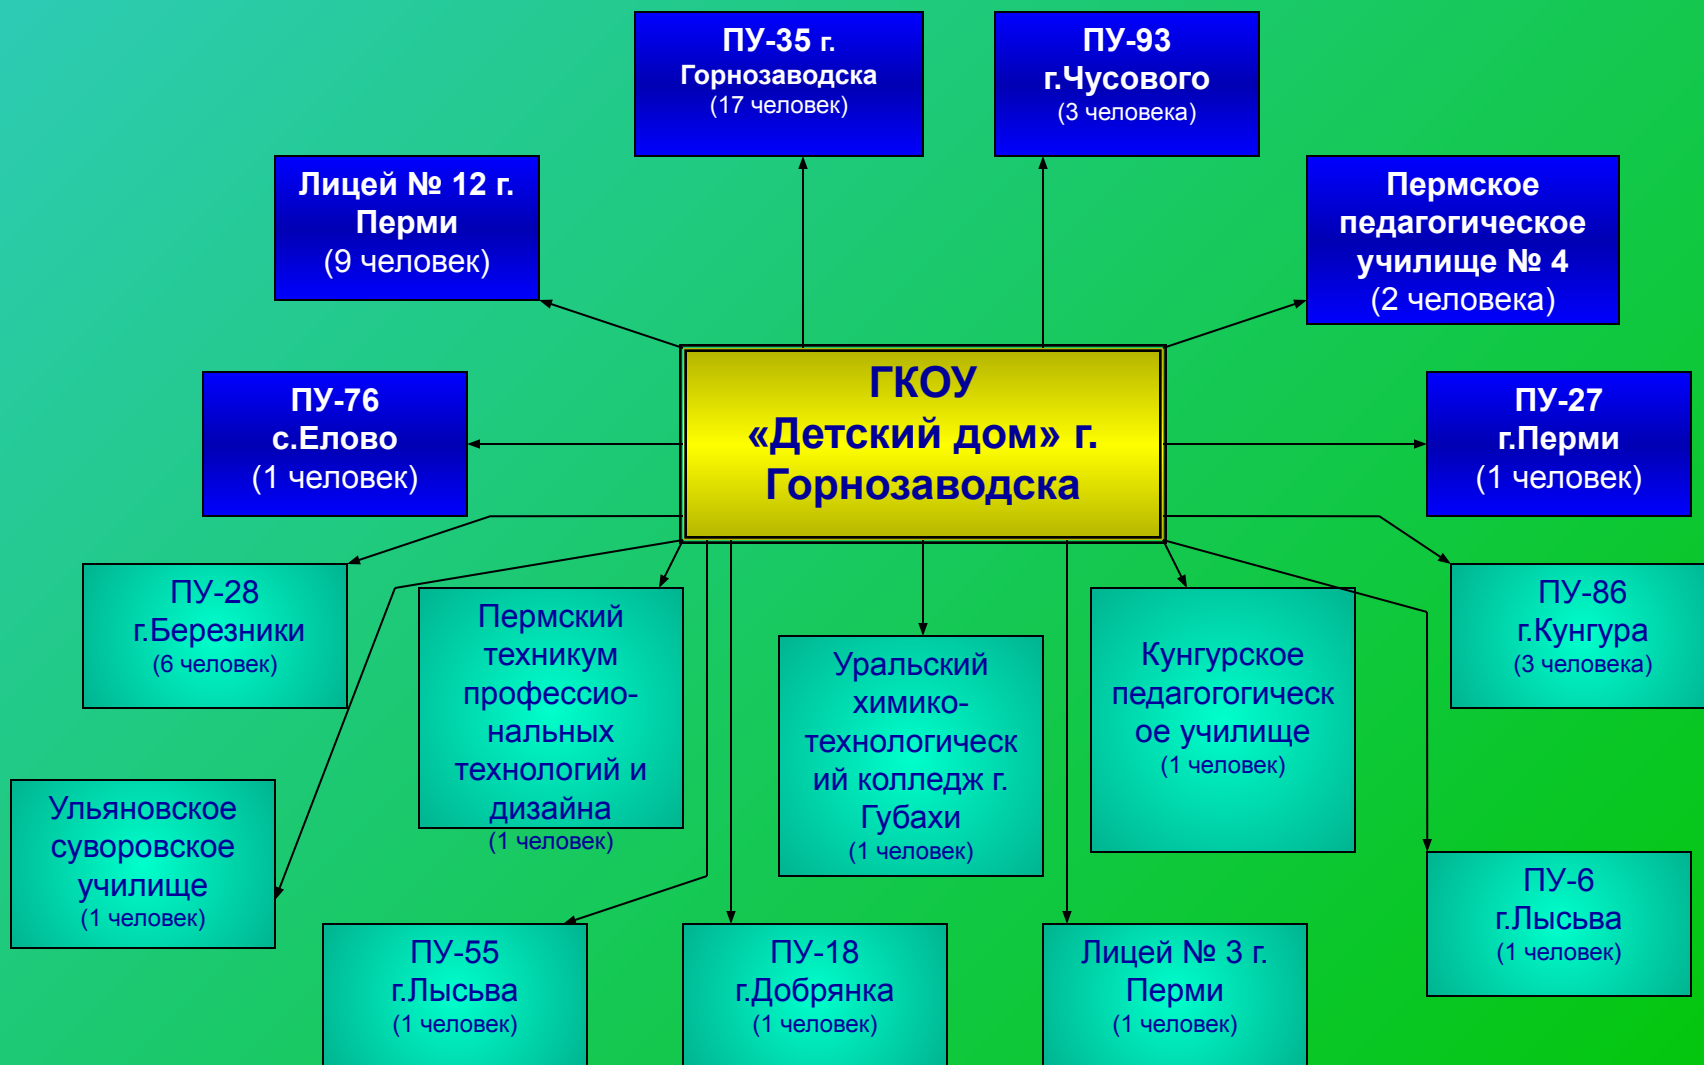 ПУ-35 г.
Горнозаводска
(17 человек)
ПУ-93
г.Чусового
(3 человека)
Лицей № 12 г.
Перми
(9 человек)
Пермское
педагогическое
училище № 4
(2 человека)
ГКОУ
«Детский дом» г.
Горнозаводска
ПУ-76
с.Елово
(1 человек)
ПУ-27
г.Перми
(1 человек)
ПУ-28
г.Березники
(6 человек)
Пермский
техникум
профессио-
нальных
технологий и
дизайна
(1 человек)
Уральский
химико-
технологическ
ий колледж г.
Губахи
(1 человек)
Кунгурское
педагогогическ
ое училище
(1 человек)
ПУ-86
г.Кунгура
(3 человека)
Ульяновское
суворовское
училище
(1 человек)
ПУ-55
г.Лысьва
(1 человек)
ПУ-18
г.Добрянка
(1 человек)
Лицей № 3 г.
Перми
(1 человек)
ПУ-6
г.Лысьва
(1 человек)